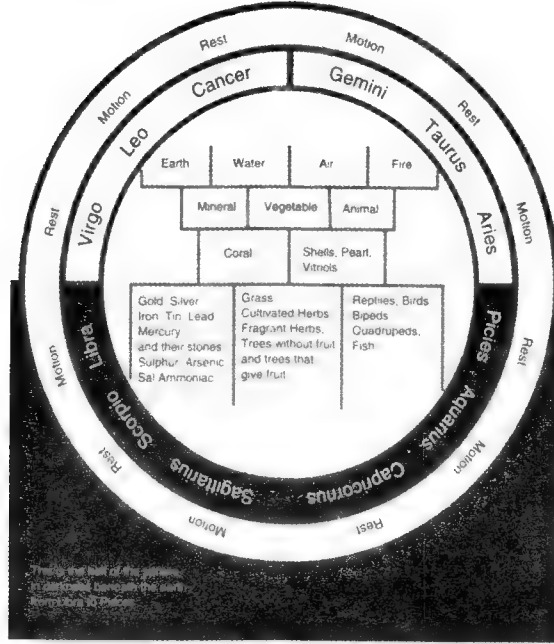 Rest
Motion
Motion
Rest
Rest
Motion
Motion
Rest
Rest
Motion
Motion
Rest
Cancer
Gemini
Leo
Taurus
Virgo
Aries
Libra
Picies
Scorpio
Aquarius
Sagittarius
Capricornus
Earth Water Air Fire
Mineral Vegetable Animal
Coral
Shells, Pearl,
Vitriols
Gold Silver
Iron Tin Lead
Mercury
and their stones
Sulphur Arsenic
Sal Ammoniac
Grass
Cultivated Herbs
Fragrant Herbs,
Trees without fruit
and trees that
give fruit
Reptiles, Birds
Bipeds
Quadrupeds,
Fish